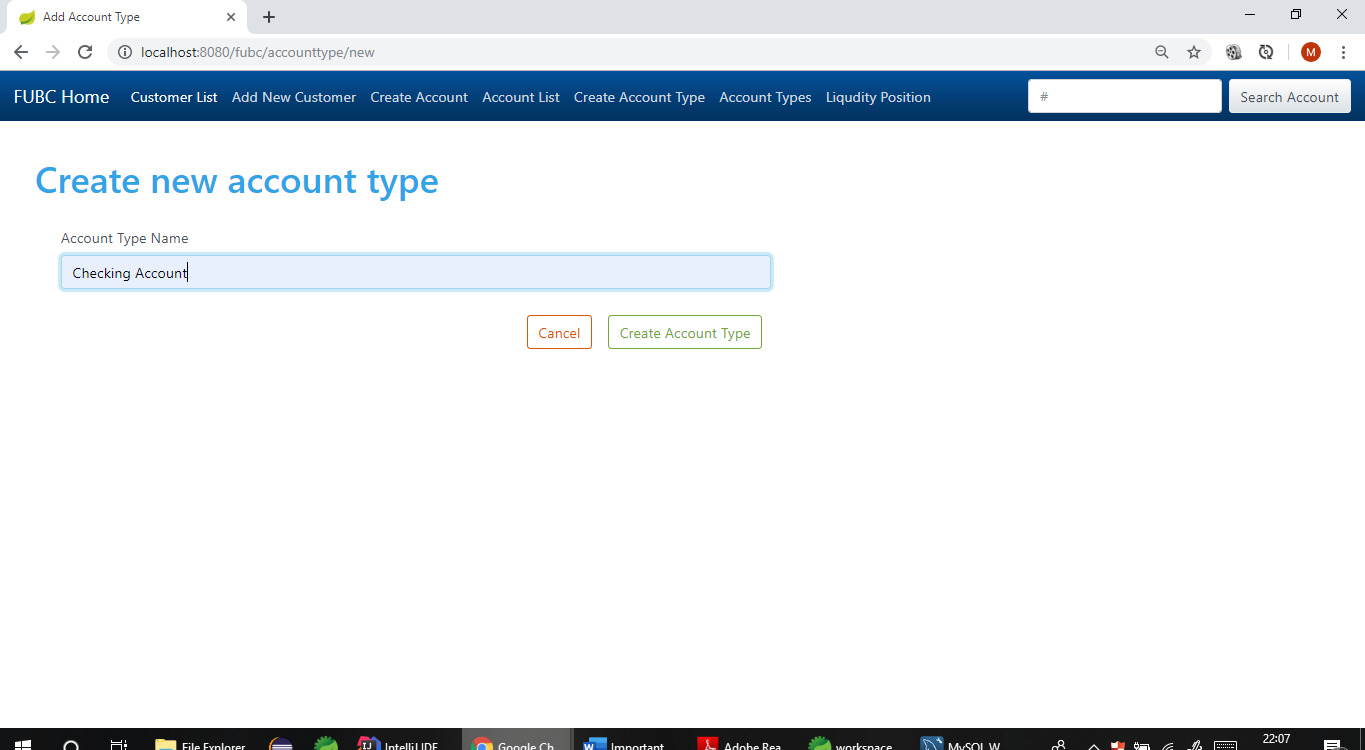 Add Account Type
localhost:8080/fubc/accounttype/new
M
FUBC Home Customer List Add New Customer Create Account Account List Create Account Type Account Types Liqudity Position # Search Account
Create new account type
Account Type Name
Checking Account
Cancel Create Account Type
File Explorer IntelliJ IDE Google Ch Important Adobe Rea workspace MySQL W 22:07